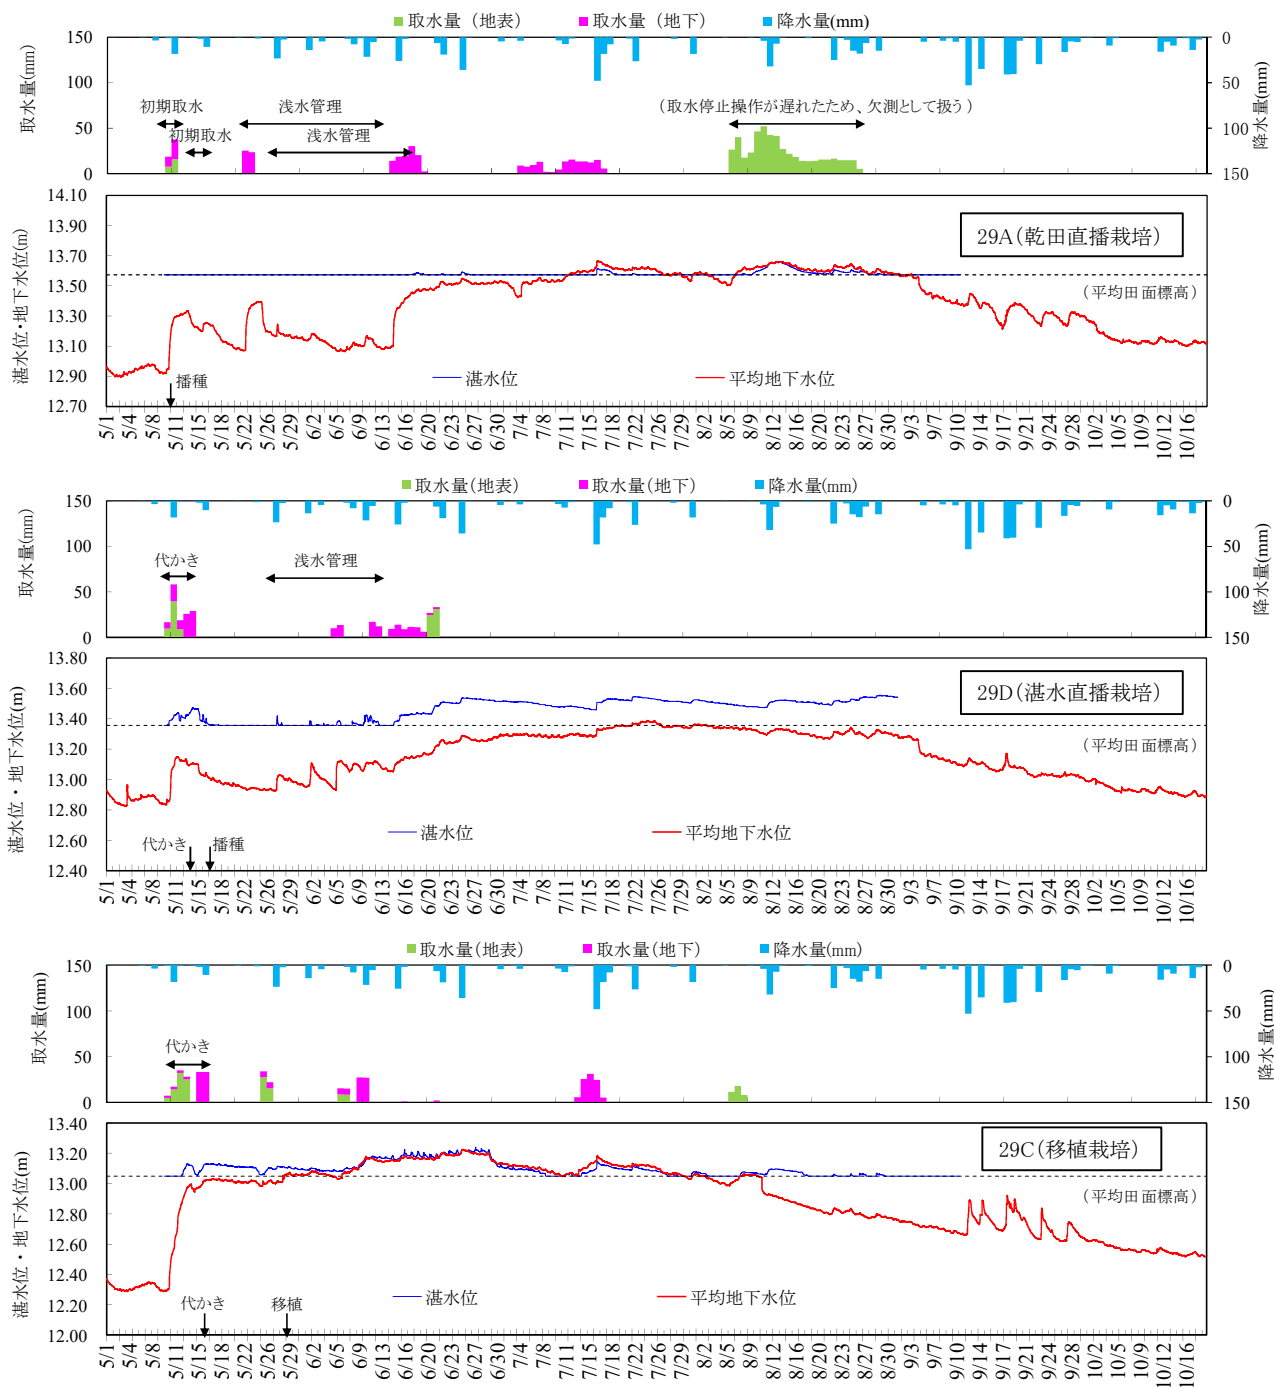 取水量（地表） 取水量（地下） 降水量(mm)
取水量(mm)
150
100
50
0
初期取水
初期取水
浅水管理
浅水管理
（取水停止操作が遅れたため、欠測として扱う）
0
50
100
150
降水量(mm)
湛水位・地下水位(m)
14.10
13.90
13.70
13.50
13.30
13.10
12.90
12.70
29A（乾田直播栽培）
（平均田面標高）
播種
湛水位 平均地下水位
5/1 5/4 5/8 5/11 5/15 5/18 5/22 5/26 5/29 6/2 6/5 6/9 6/13 6/16 6/20 6/23 6/27 6/30 7/4 7/8 7/11 7/15 7/18 7/22 7/25 7/29 8/2 8/5 8/9 8/12 8/16 8/20 8/23 8/27 8/30 9/3 9/7 9/10 9/14 9/17 9/21 9/24 9/28 10/2 10/5 10/9 10/12 10/16
取水量（地表） 取水量（地下） 降水量(mm)
取水量(mm)
150
100
50
0
代かき
浅水管理
0
50
100
150
降水量(mm)
湛水位・地下水位(m)
13.80
13.60
13.40
13.20
13.00
12.80
12.60
12.40
29D（湛水直播栽培）
（平均田面標高）
湛水位 平均地下水位
代かき 播種
5/1 5/4 5/8 5/11 5/15 5/18 5/22 5/26 5/29 6/2 6/5 6/9 6/13 6/16 6/20 6/23 6/27 6/30 7/4 7/8 7/11 7/15 7/18 7/22 7/25 7/29 8/2 8/5 8/9 8/12 8/16 8/20 8/23 8/27 8/30 9/3 9/7 9/10 9/14 9/17 9/21 9/24 9/28 10/2 10/5 10/9 10/12 10/16
取水量（地表） 取水量（地下） 降水量(mm)
取水量(mm)
150
100
50
0
代かき
0
50
100
150
降水量(mm)
湛水位・地下水位(m)
13.40
13.20
13.00
12.80
12.60
12.40
12.20
12.00
29C（移植栽培）
（平均田面標高）
湛水位 平均地下水位
代かき 移植
5/1 5/4 5/8 5/11 5/15 5/18 5/22 5/26 5/29 6/2 6/5 6/9 6/13 6/16 6/20 6/23 6/27 6/30 7/4 7/8 7/11 7/15 7/18 7/22 7/25 7/29 8/2 8/5 8/9 8/12 8/16 8/20 8/23 8/27 8/30 9/3 9/7 9/10 9/14 9/17 9/21 9/24 9/28 10/2 10/5 10/9 10/12 10/16